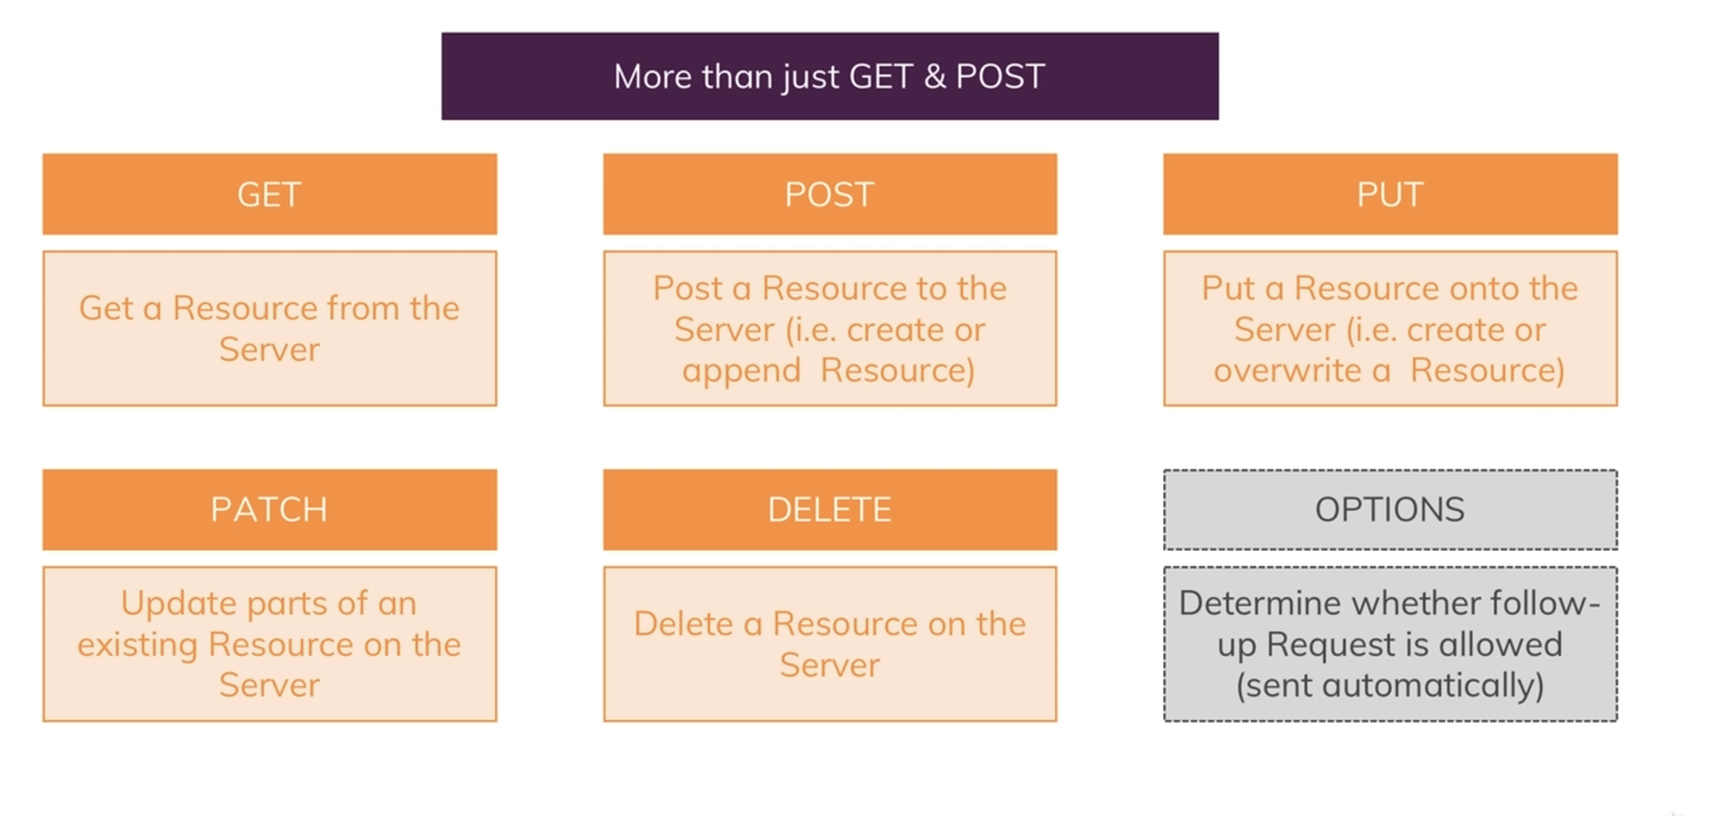 More than just GET & POST
GET
POST
PUT
Get a Resource from the
Server
Post a Resource to the
Server (i.e. create or
append  Resource)
Put a Resource onto the
Server (i.e. create or
overwrite a  Resource)
PATCH
DELETE
OPTIONS
Update parts of an
existing Resource on the
Server
Delete a Resource on the
Server
Determine whether follow-
up Request is allowed
(sent automatically)